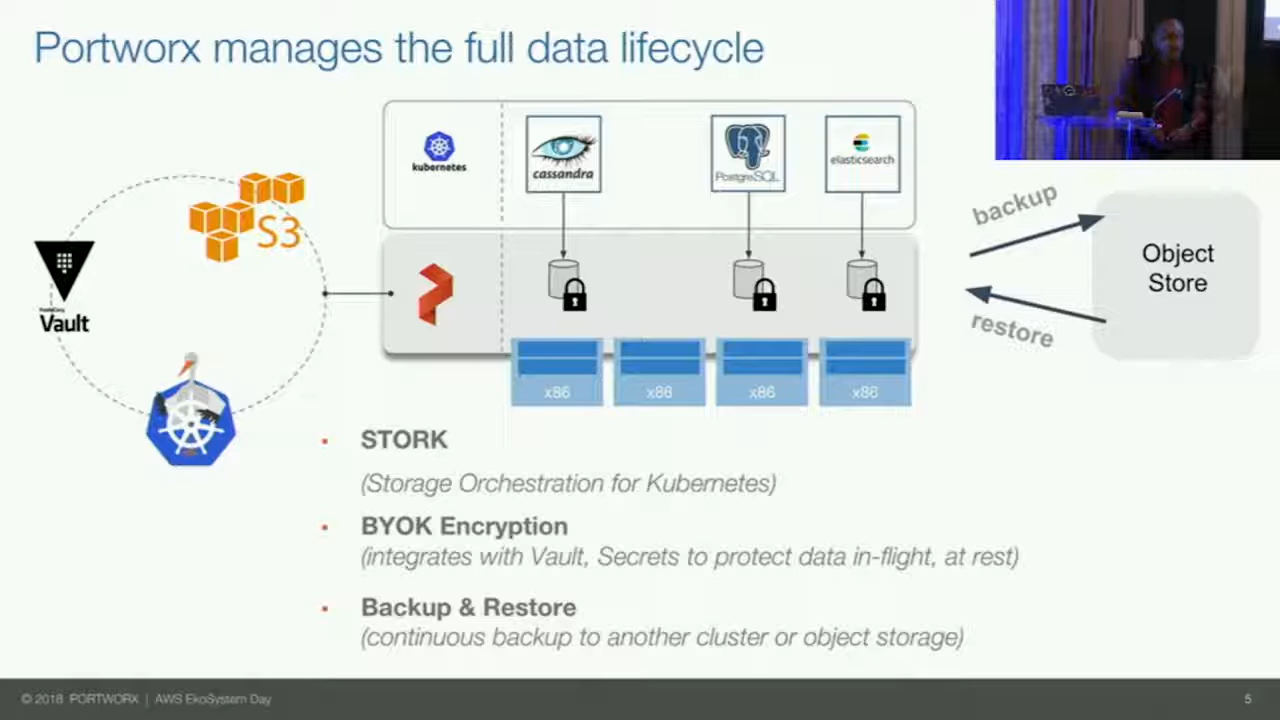 Portworx manages the full data lifecycle
kubernetes
cassandra
PostgreSQL
elasticsearch
S3
HashiCorp
Vault
backup
restore
Object
Store
x86
x86
x86
x86
STORK
(Storage Orchestration for Kubernetes)
BYOK Encryption
(integrates with Vault, Secrets to protect data in-flight, at rest)
Backup & Restore
(continuous backup to another cluster or object storage)
© 2018 PORTWORX | AWS EkoSystem Day
5